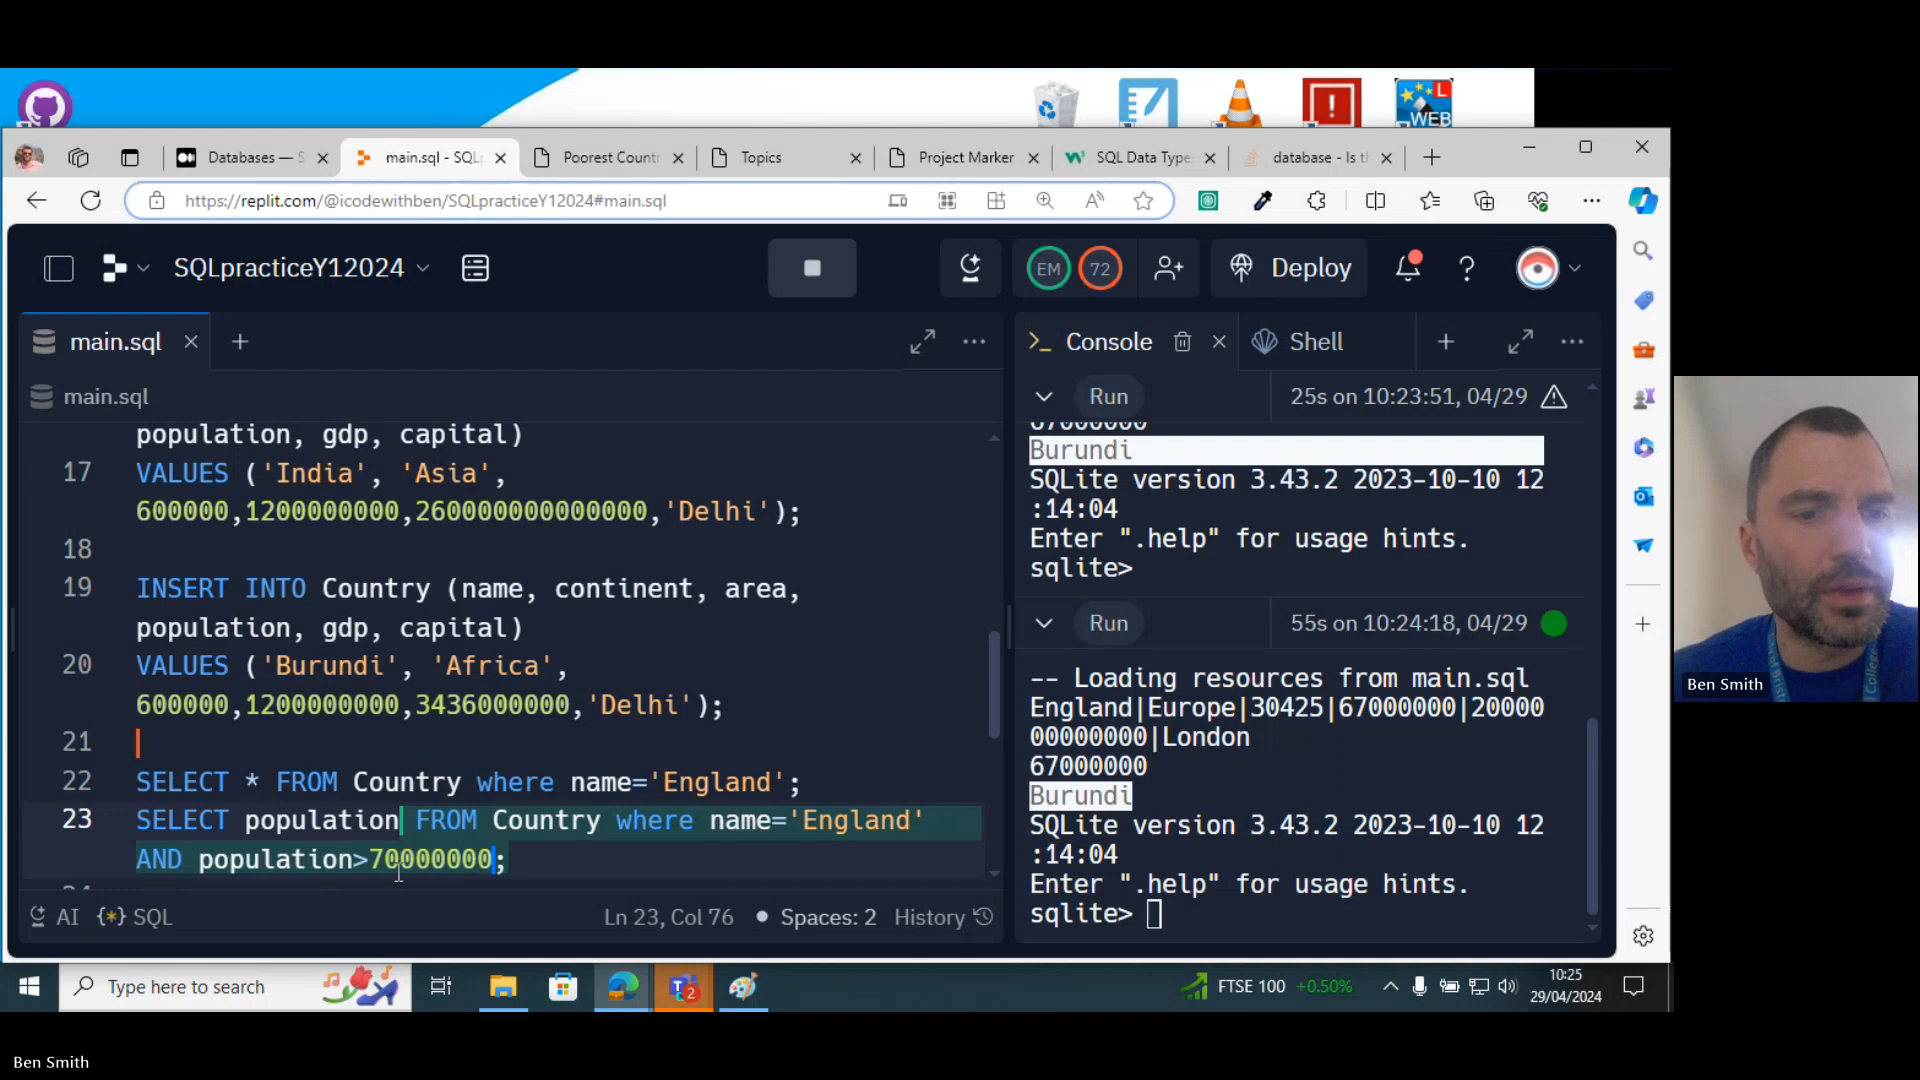 L
WEB
Databases — S
main.sql - SQL
Poorest Count
Topics
Project Marker
SQL Data Type
database - Is t
https://replit.com/@icodewithben/SQLpracticeY12024#main.sql
SQLpracticeY12024
EM
72
Deploy
?
main.sql
Console
Shell
main.sql
Run
25s on 10:23:51, 04/29
population, gdp, capital)
67000000
Burundi
17
VALUES ('India', 'Asia',
SQLite version 3.43.2 2023-10-10 12
600000,1200000000,260000000000000,'Delhi');
:14:04
18
Enter ".help" for usage hints.
sqlite>
19
INSERT INTO Country (name, continent, area,
population, gdp, capital)
Run
55s on 10:24:18, 04/29
20
VALUES ('Burundi', 'Africa',
600000,1200000000,3436000000,'Delhi');
-- Loading resources from main.sql
England|Europe|30425|67000000|20000
00000000|London
67000000
Burundi
21
22
SELECT * FROM Country where name='England';
SQLite version 3.43.2 2023-10-10 12
:14:04
23
SELECT population FROM Country where name='England'
AND population>70000000;
Enter ".help" for usage hints.
sqlite>
AI
{*} SQL
Ln 23, Col 76
Spaces: 2
History
Ben Smith
Type here to search
T
2
FTSE 100 +0.50%
10:25
29/04/2024
Ben Smith